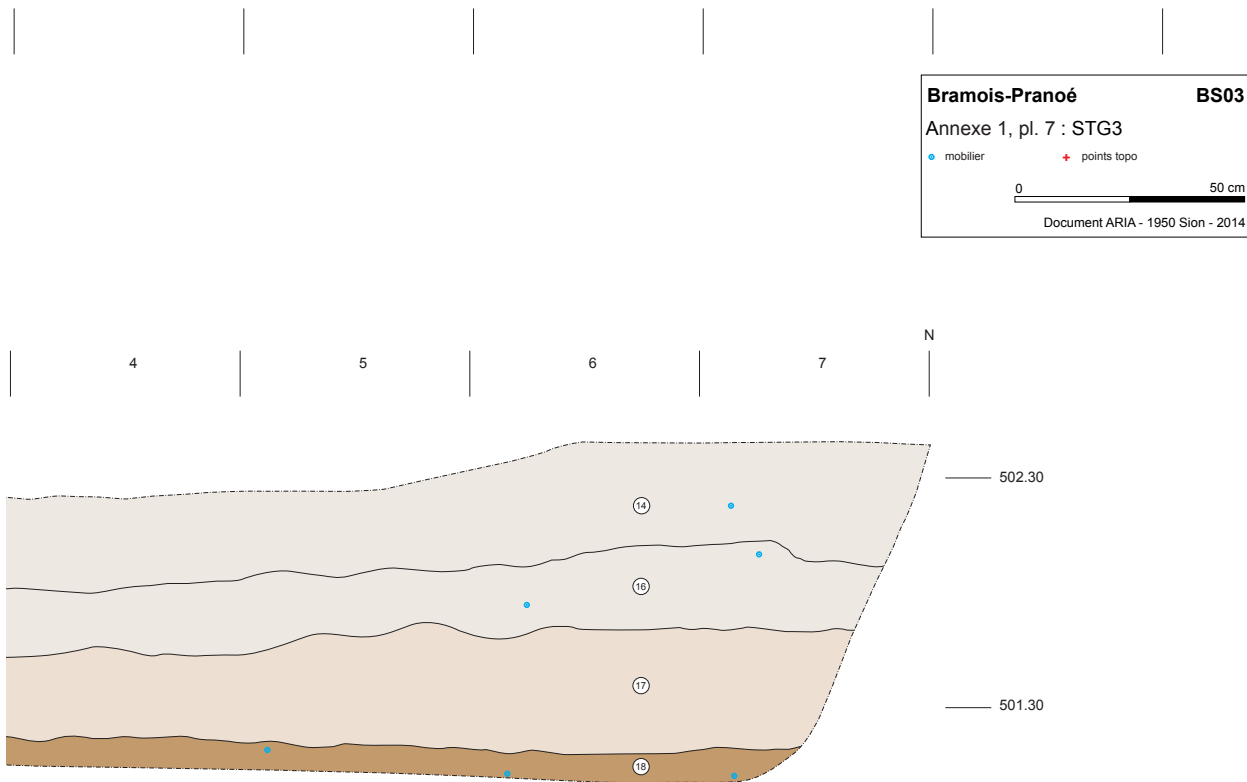 Bramois-Pranoé BS03
Annexe 1, pl. 7 : STG3
mobilier points topo
0 50 cm
Document ARIA - 1950 Sion - 2014
N
4 5 6 7
502.30
14
16
17
501.30
18